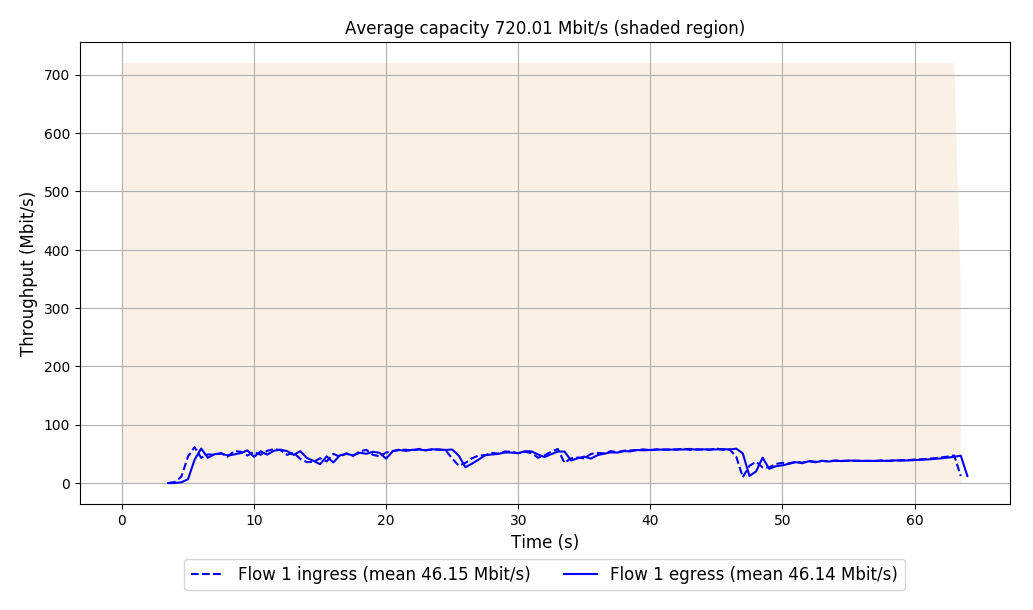 Average capacity 720.01 Mbit/s (shaded region)
Throughput (Mbit/s)
700
600
500
400
300
200
100
0
0 10 20 30 40 50 60
Time (s)
Flow 1 ingress (mean 46.15 Mbit/s) Flow 1 egress (mean 46.14 Mbit/s)